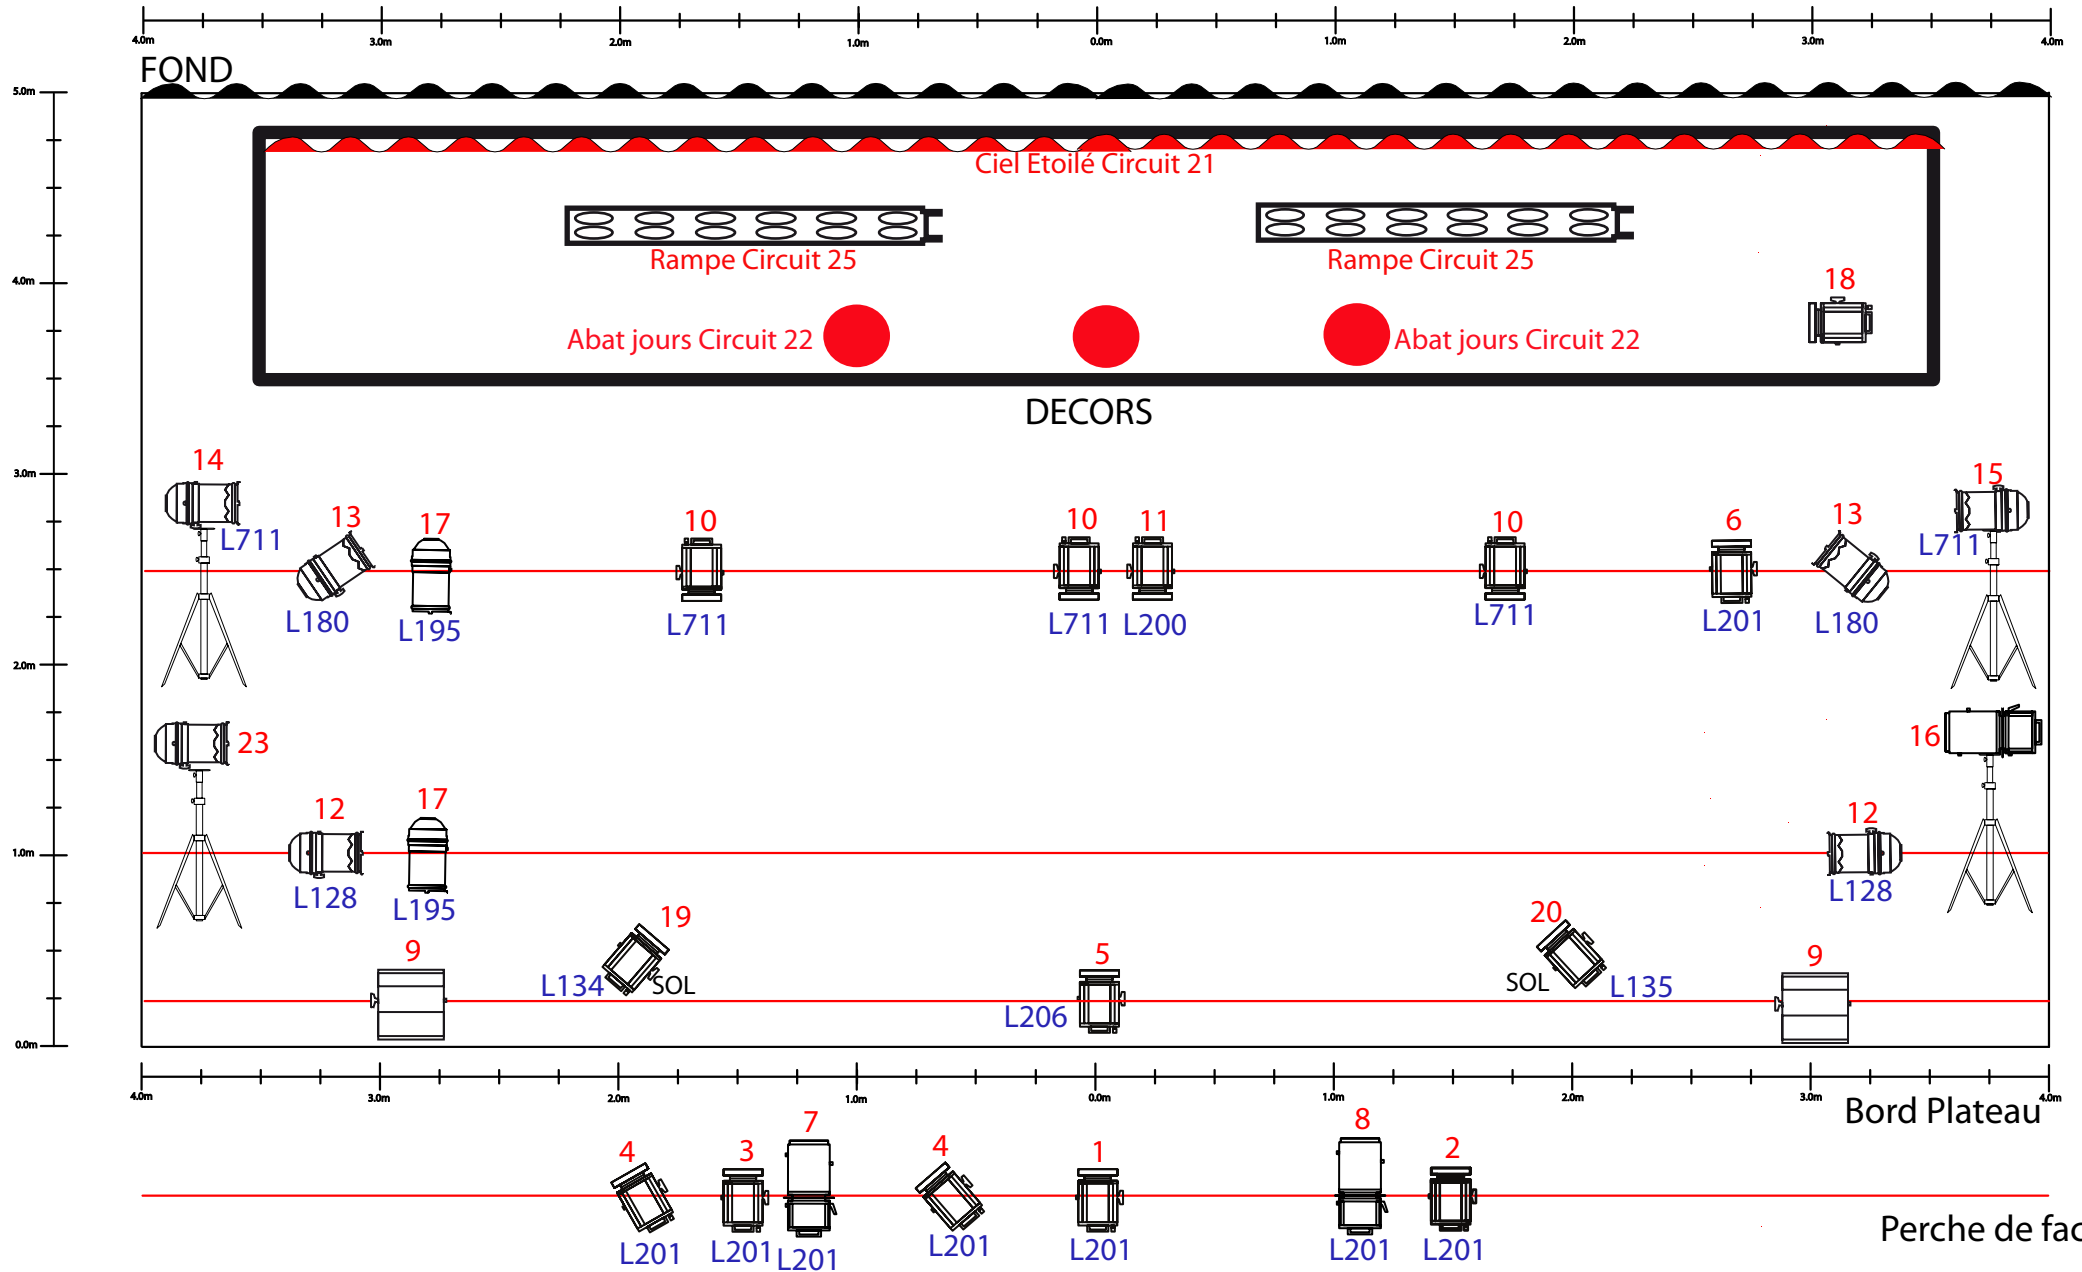 4.0m 3.0m 2.0m 1.0m 0.0m 1.0m 2.0m 3.0m 4.0m
FOND
5.0m
Ciel Etoilé Circuit 21
Rampe Circuit 25 Rampe Circuit 25
4.0m
18
Abat jours Circuit 22 Abat jours Circuit 22
DECORS
3.0m
14 15
13 17 10 10 11 10 6 13
L711 L711
L180 L195 L711 L711 L200 L711 L201 L180
2.0m
23 16
12 17 12
1.0m
L128 L195 L128
19 20
9 5 9
L134 SOL SOL L135
L206
0.0m
4.0m 3.0m 2.0m 1.0m 0.0m 1.0m 2.0m 3.0m 4.0m
Bord Plateau
7 8
4 3 4 1 2
Perche de fac
L201 L201 L201 L201 L201 L201 L201